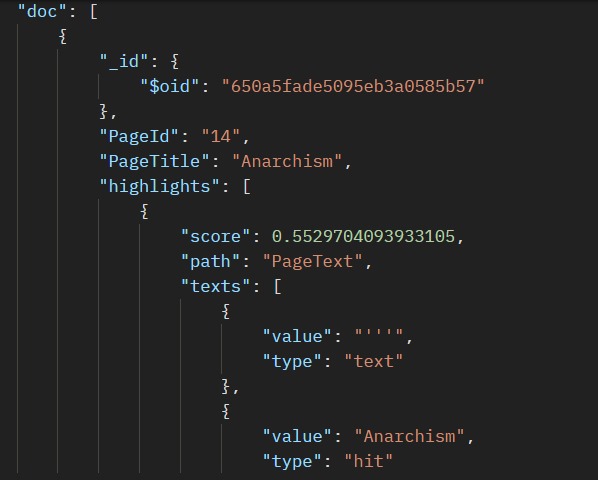 "doc": [
{
"_id": {
"$oid": "650a5fade5095eb3a0585b57"
},
"PageId": "14",
"PageTitle": "Anarchism",
"highlights": [
{
"score": 0.5529704093933105,
"path": "PageText",
"texts": [
{
"value": "'''",
"type": "text"
},
{
"value": "Anarchism",
"type": "hit"